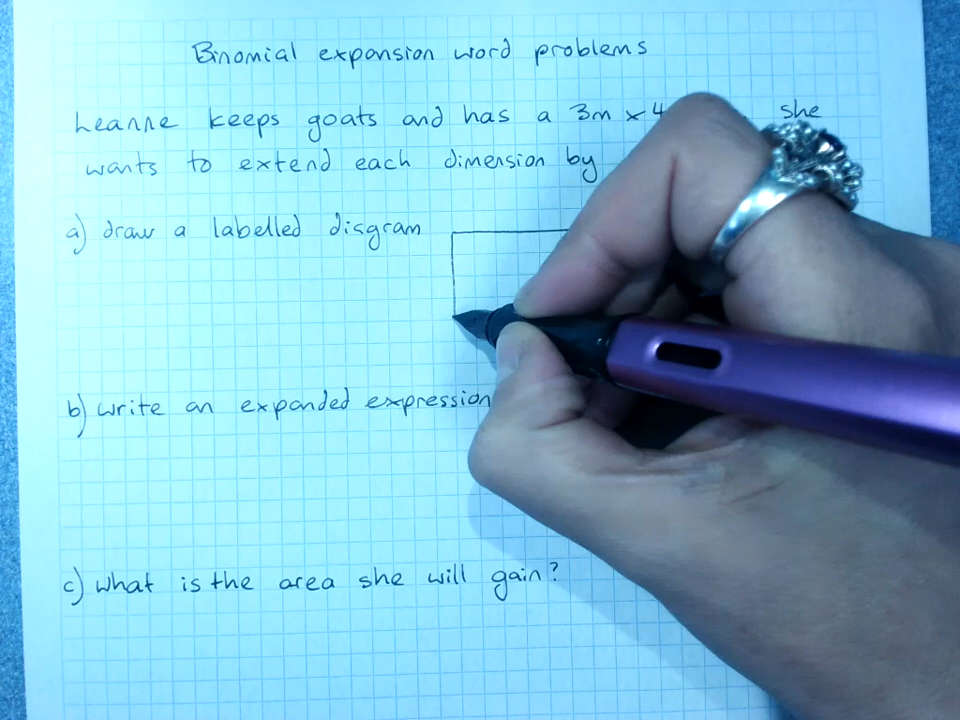 Binomial expansion word problems
Leanne keeps goats and has a 3m x 4 she
wants to extend each dimension by
a) draw a labelled disgram
b) write an expanded expression
c) what is the area she will gain?